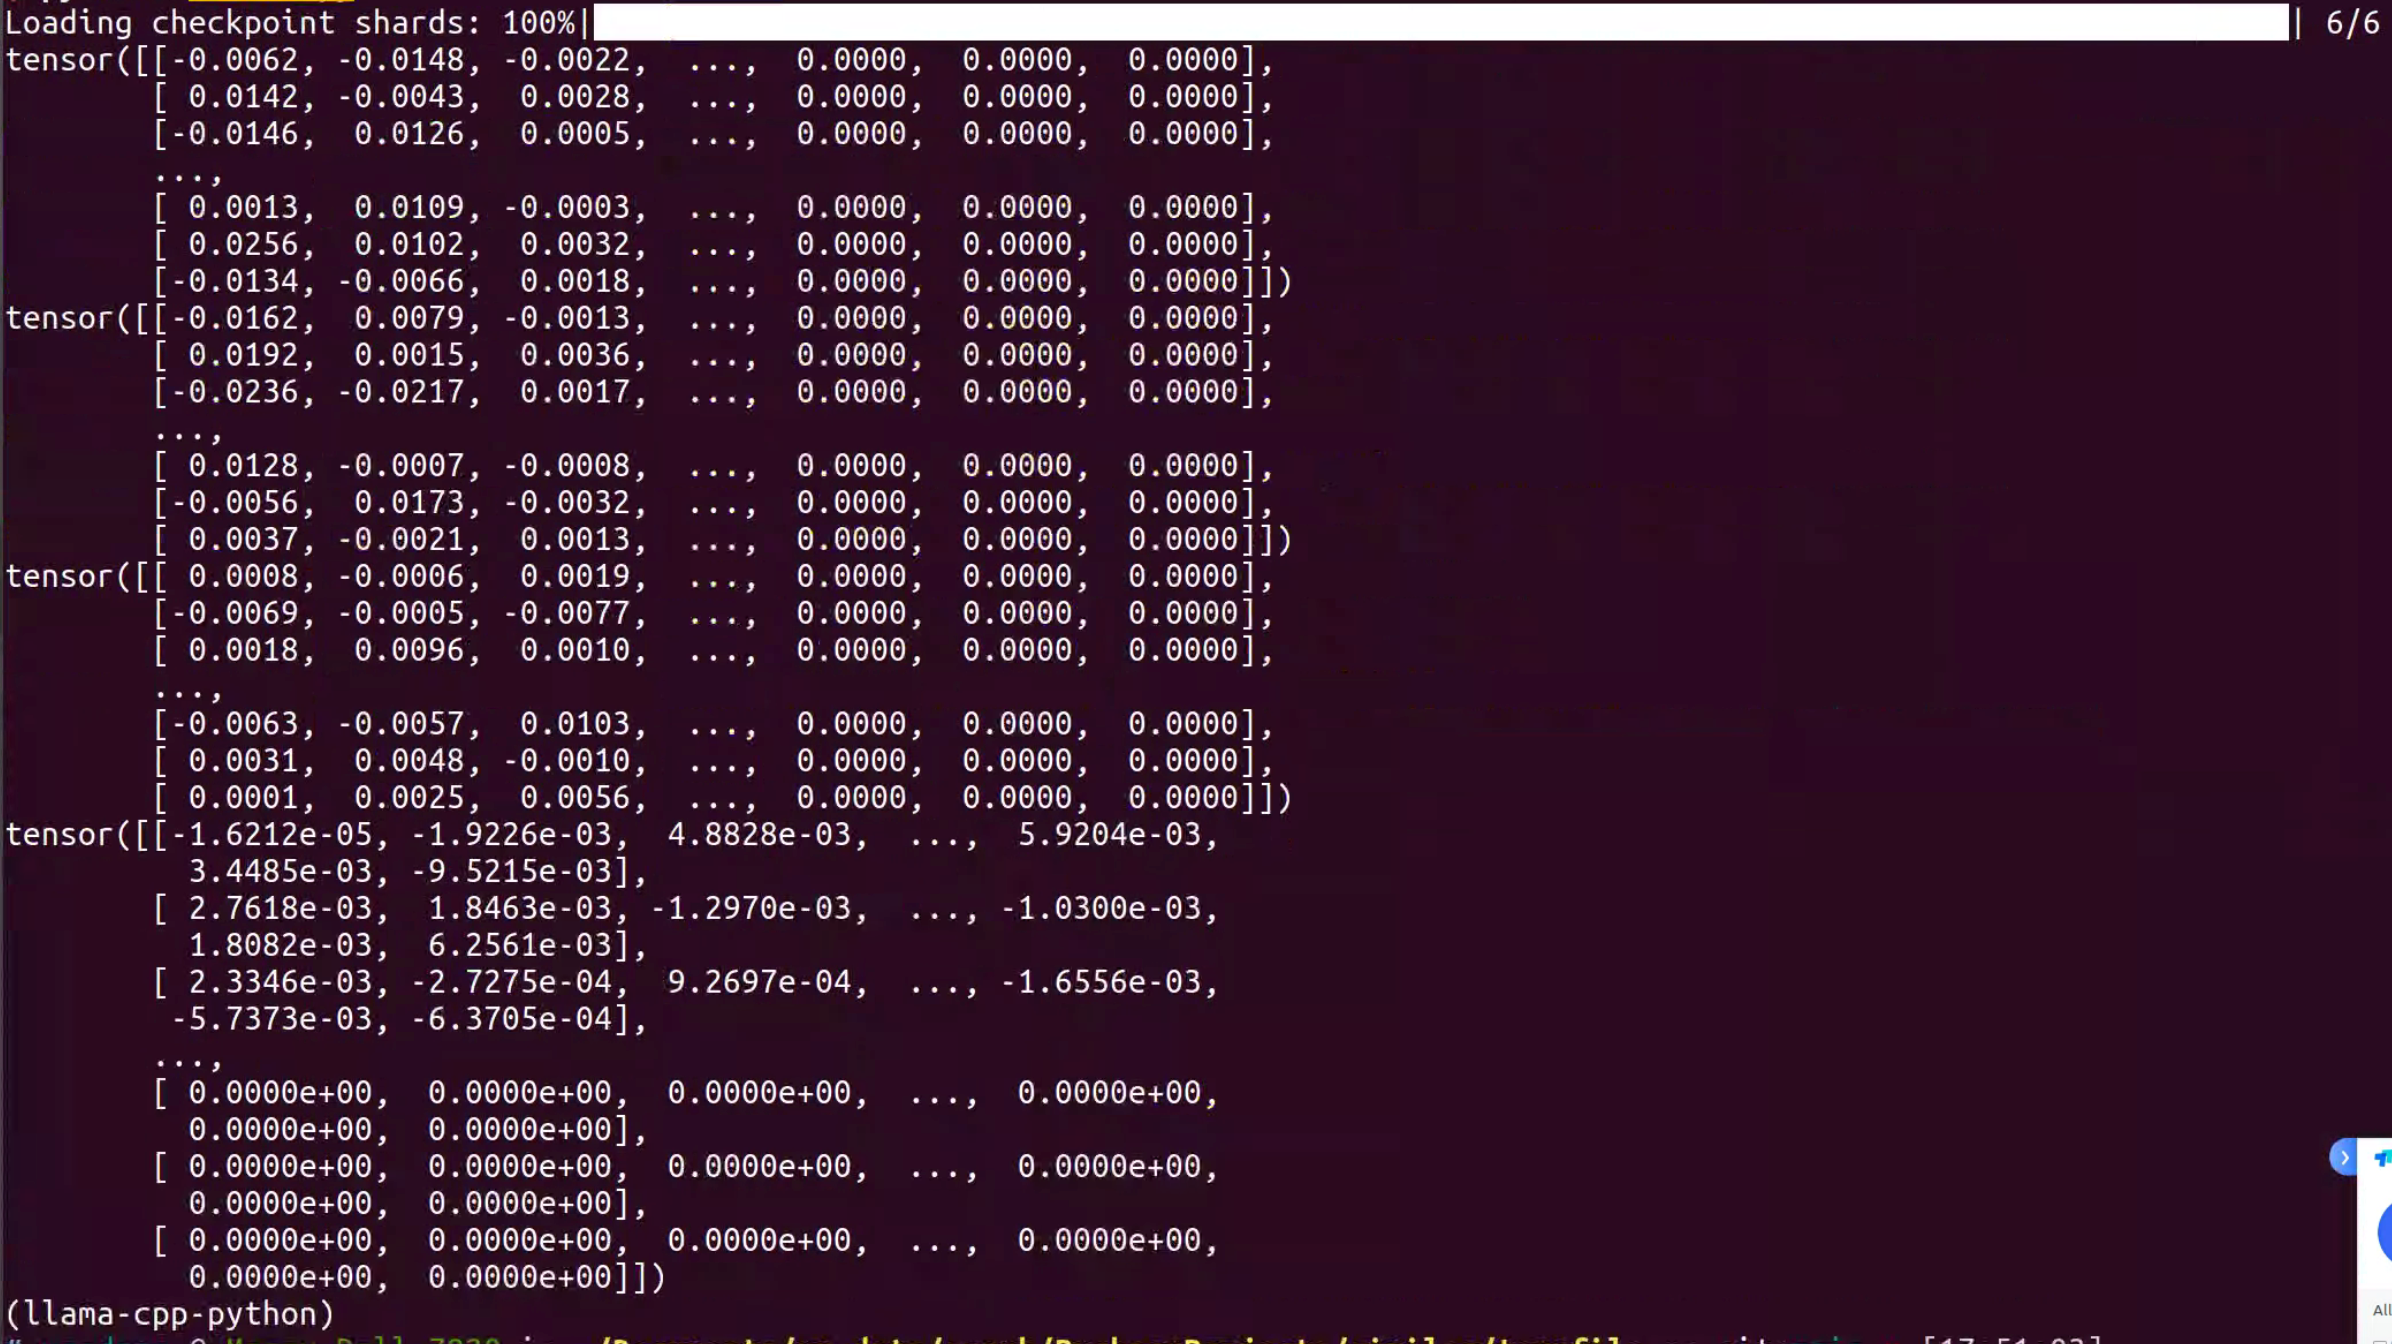 Loading checkpoint shards: 100%| | 6/6
tensor([[-0.0062, -0.0148, -0.0022,  ...,  0.0000,  0.0000,  0.0000],
        [ 0.0142, -0.0043,  0.0028,  ...,  0.0000,  0.0000,  0.0000],
        [-0.0146,  0.0126,  0.0005,  ...,  0.0000,  0.0000,  0.0000],
        ...,
        [ 0.0013,  0.0109, -0.0003,  ...,  0.0000,  0.0000,  0.0000],
        [ 0.0256,  0.0102,  0.0032,  ...,  0.0000,  0.0000,  0.0000],
        [-0.0134, -0.0066,  0.0018,  ...,  0.0000,  0.0000,  0.0000]])
tensor([[-0.0162,  0.0079, -0.0013,  ...,  0.0000,  0.0000,  0.0000],
        [ 0.0192,  0.0015,  0.0036,  ...,  0.0000,  0.0000,  0.0000],
        [-0.0236, -0.0217,  0.0017,  ...,  0.0000,  0.0000,  0.0000],
        ...,
        [ 0.0128, -0.0007, -0.0008,  ...,  0.0000,  0.0000,  0.0000],
        [-0.0056,  0.0173, -0.0032,  ...,  0.0000,  0.0000,  0.0000],
        [ 0.0037, -0.0021,  0.0013,  ...,  0.0000,  0.0000,  0.0000]])
tensor([[ 0.0008, -0.0006,  0.0019,  ...,  0.0000,  0.0000,  0.0000],
        [-0.0069, -0.0005, -0.0077,  ...,  0.0000,  0.0000,  0.0000],
        [ 0.0018,  0.0096,  0.0010,  ...,  0.0000,  0.0000,  0.0000],
        ...,
        [-0.0063, -0.0057,  0.0103,  ...,  0.0000,  0.0000,  0.0000],
        [ 0.0031,  0.0048, -0.0010,  ...,  0.0000,  0.0000,  0.0000],
        [ 0.0001,  0.0025,  0.0056,  ...,  0.0000,  0.0000,  0.0000]])
tensor([[-1.6212e-05, -1.9226e-03,  4.8828e-03,  ...,  5.9204e-03,
          3.4485e-03, -9.5215e-03],
        [ 2.7618e-03,  1.8463e-03, -1.2970e-03,  ..., -1.0300e-03,
          1.8082e-03,  6.2561e-03],
        [ 2.3346e-03, -2.7275e-04,  9.2697e-04,  ..., -1.6556e-03,
         -5.7373e-03, -6.3705e-04],
        ...,
        [ 0.0000e+00,  0.0000e+00,  0.0000e+00,  ...,  0.0000e+00,
          0.0000e+00,  0.0000e+00],
        [ 0.0000e+00,  0.0000e+00,  0.0000e+00,  ...,  0.0000e+00,
          0.0000e+00,  0.0000e+00],
        [ 0.0000e+00,  0.0000e+00,  0.0000e+00,  ...,  0.0000e+00,
          0.0000e+00,  0.0000e+00]])
All
(llama-cpp-python)